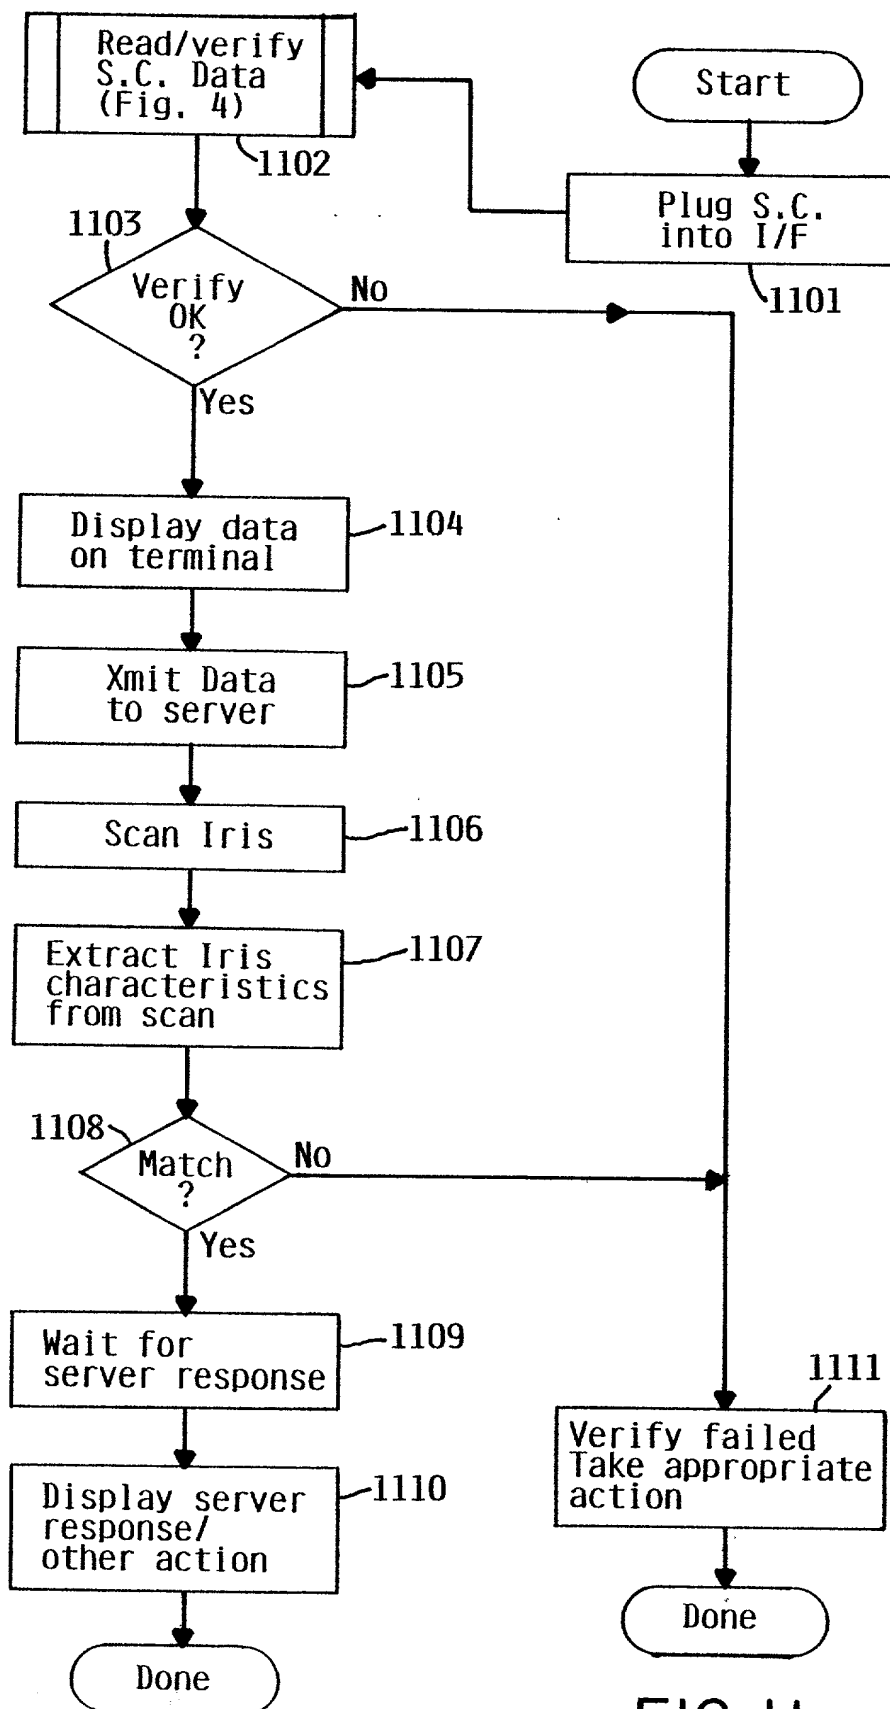 Start
Plug S.C.
into I/F
1101
Read/verify
S.C. Data
(Fig. 4)
1102
1103
Verify
OK
?
No
Yes
Display data
on terminal
1104
Xmit Data
to server
1105
Scan Iris
1106
Extract Iris
characteristics
from scan
1107
1108
Match
?
No
Yes
Wait for
server response
1109
Display server
response/
other action
1110
Done
1111
Verify failed
Take appropriate
action
Done